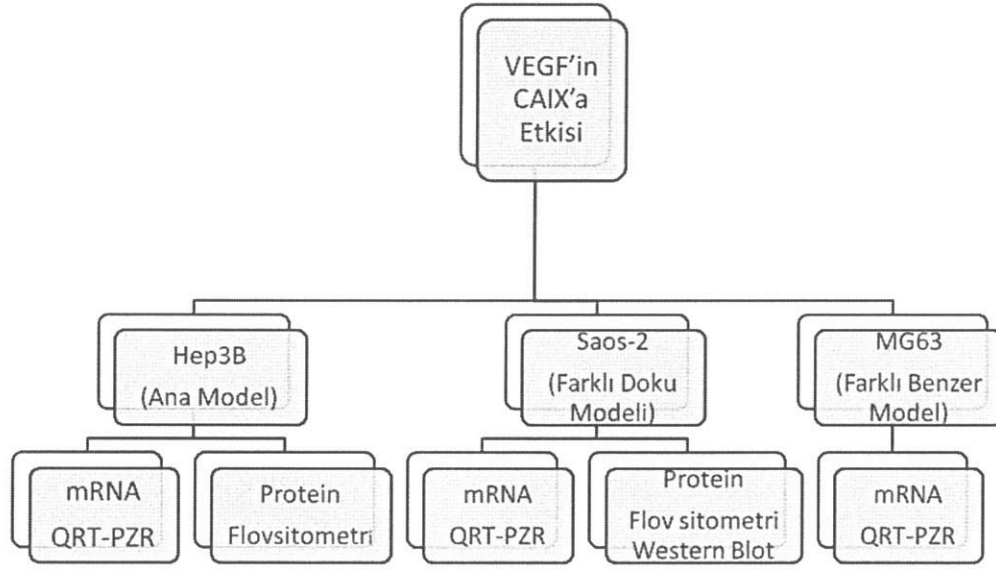 VEGF’in
CAIX’a
Etkisi
Hep3B
(Ana Model)
Saos-2
(Farklı Doku
Modeli)
MG63
(Farklı Benzer
Model)
mRNA
QRT-PZR
Protein
Flovsitometri
mRNA
QRT-PZR
Protein
Flov sitometri
Western Blot
mRNA
QRT-PZR